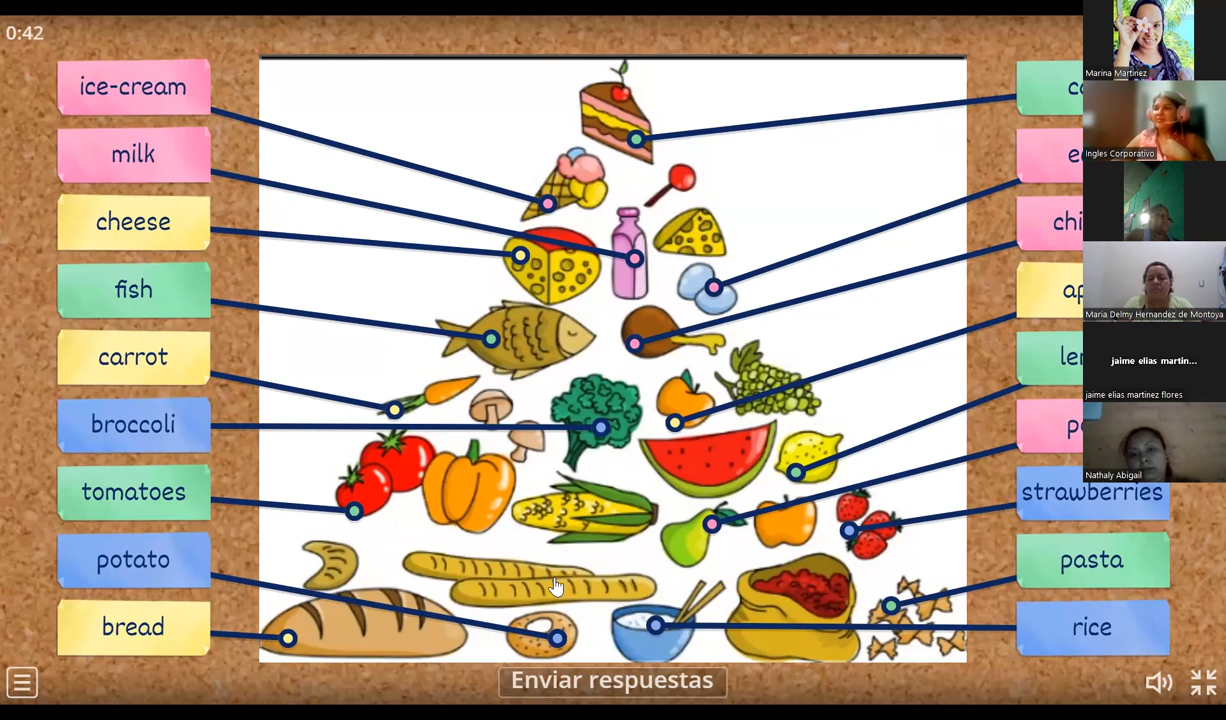 0:42
ice-cream
milk
cheese
fish
carrot
broccoli
tomatoes
potato
bread
strawberries
pasta
rice
Enviar respuestas
Marina Martinez
Ingles Corporativo
Maria Delmy Hernandez de Montoya
jaime elias martin...
jaime elias martinez flores
Nathaly Abigail